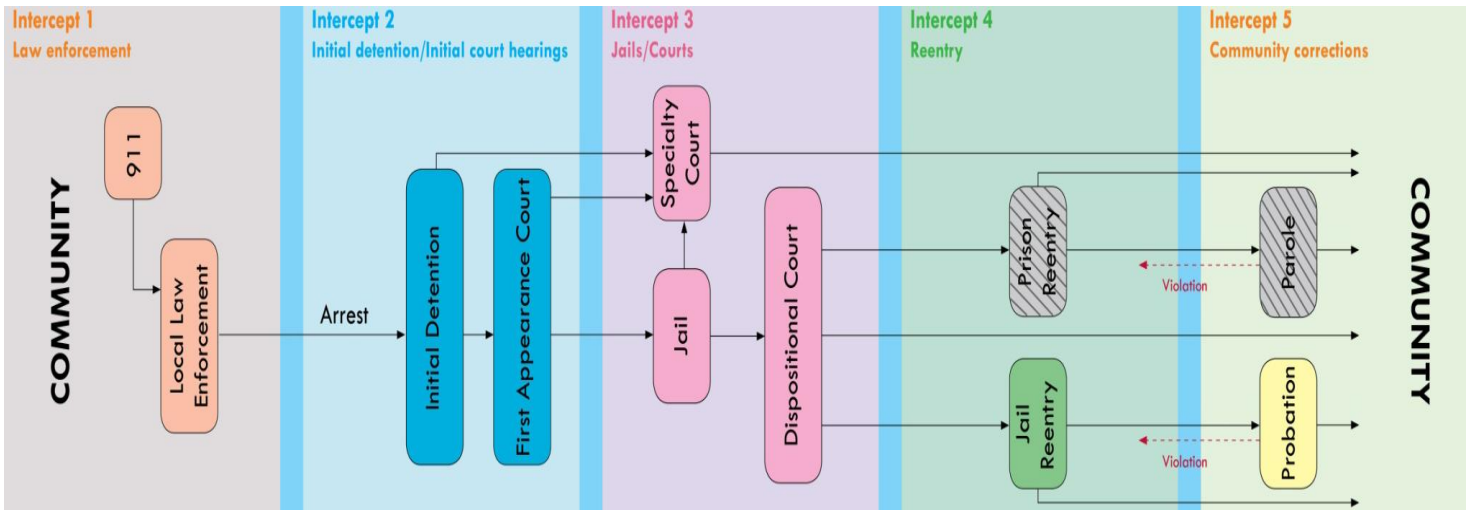 Intercept 1
Law enforcement
Intercept 2
Initial detention/Initial court hearings
Intercept 3
Jails/Courts
Intercept 4
Reentry
Intercept 5
Community corrections
COMMUNITY
911
Local Law
Enforcement
Arrest
Initial Detention
First Appearance Court
Specialty
Court
Jail
Dispositional Court
Prison
Reentry
Jail
Reentry
Violation
Violation
Parole
Probation
COMMUNITY